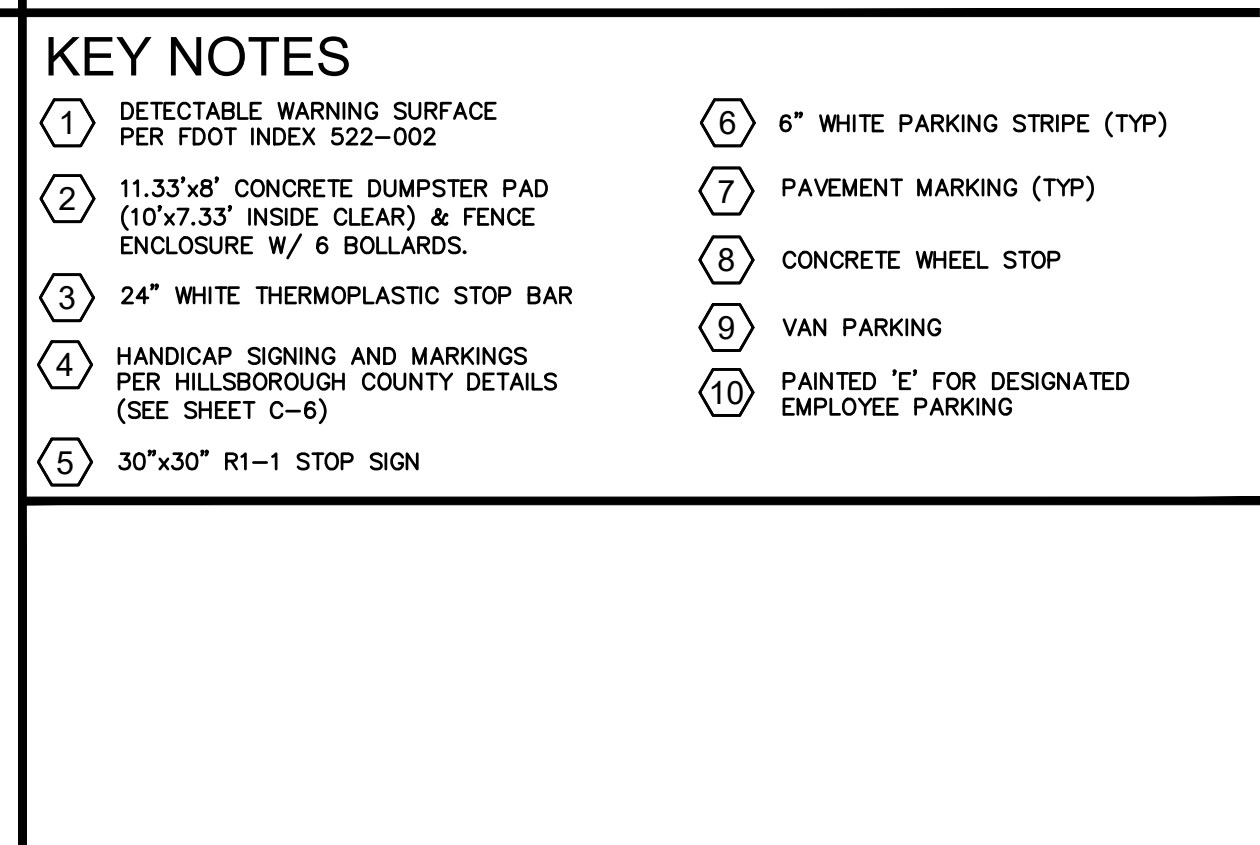 KEY NOTES
1
DETECTABLE WARNING SURFACE
PER FDOT INDEX 522-002
2
11.33'x8' CONCRETE DUMPSTER PAD
(10'x7.33' INSIDE CLEAR) & FENCE
ENCLOSURE W/ 6 BOLLARDS.
3
24" WHITE THERMOPLASTIC STOP BAR
4
HANDICAP SIGNING AND MARKINGS
PER HILLSBOROUGH COUNTY DETAILS
(SEE SHEET C-6)
5
30"x30" R1-1 STOP SIGN
6
6" WHITE PARKING STRIPE (TYP)
7
PAVEMENT MARKING (TYP)
8
CONCRETE WHEEL STOP
9
VAN PARKING
10
PAINTED 'E' FOR DESIGNATED
EMPLOYEE PARKING